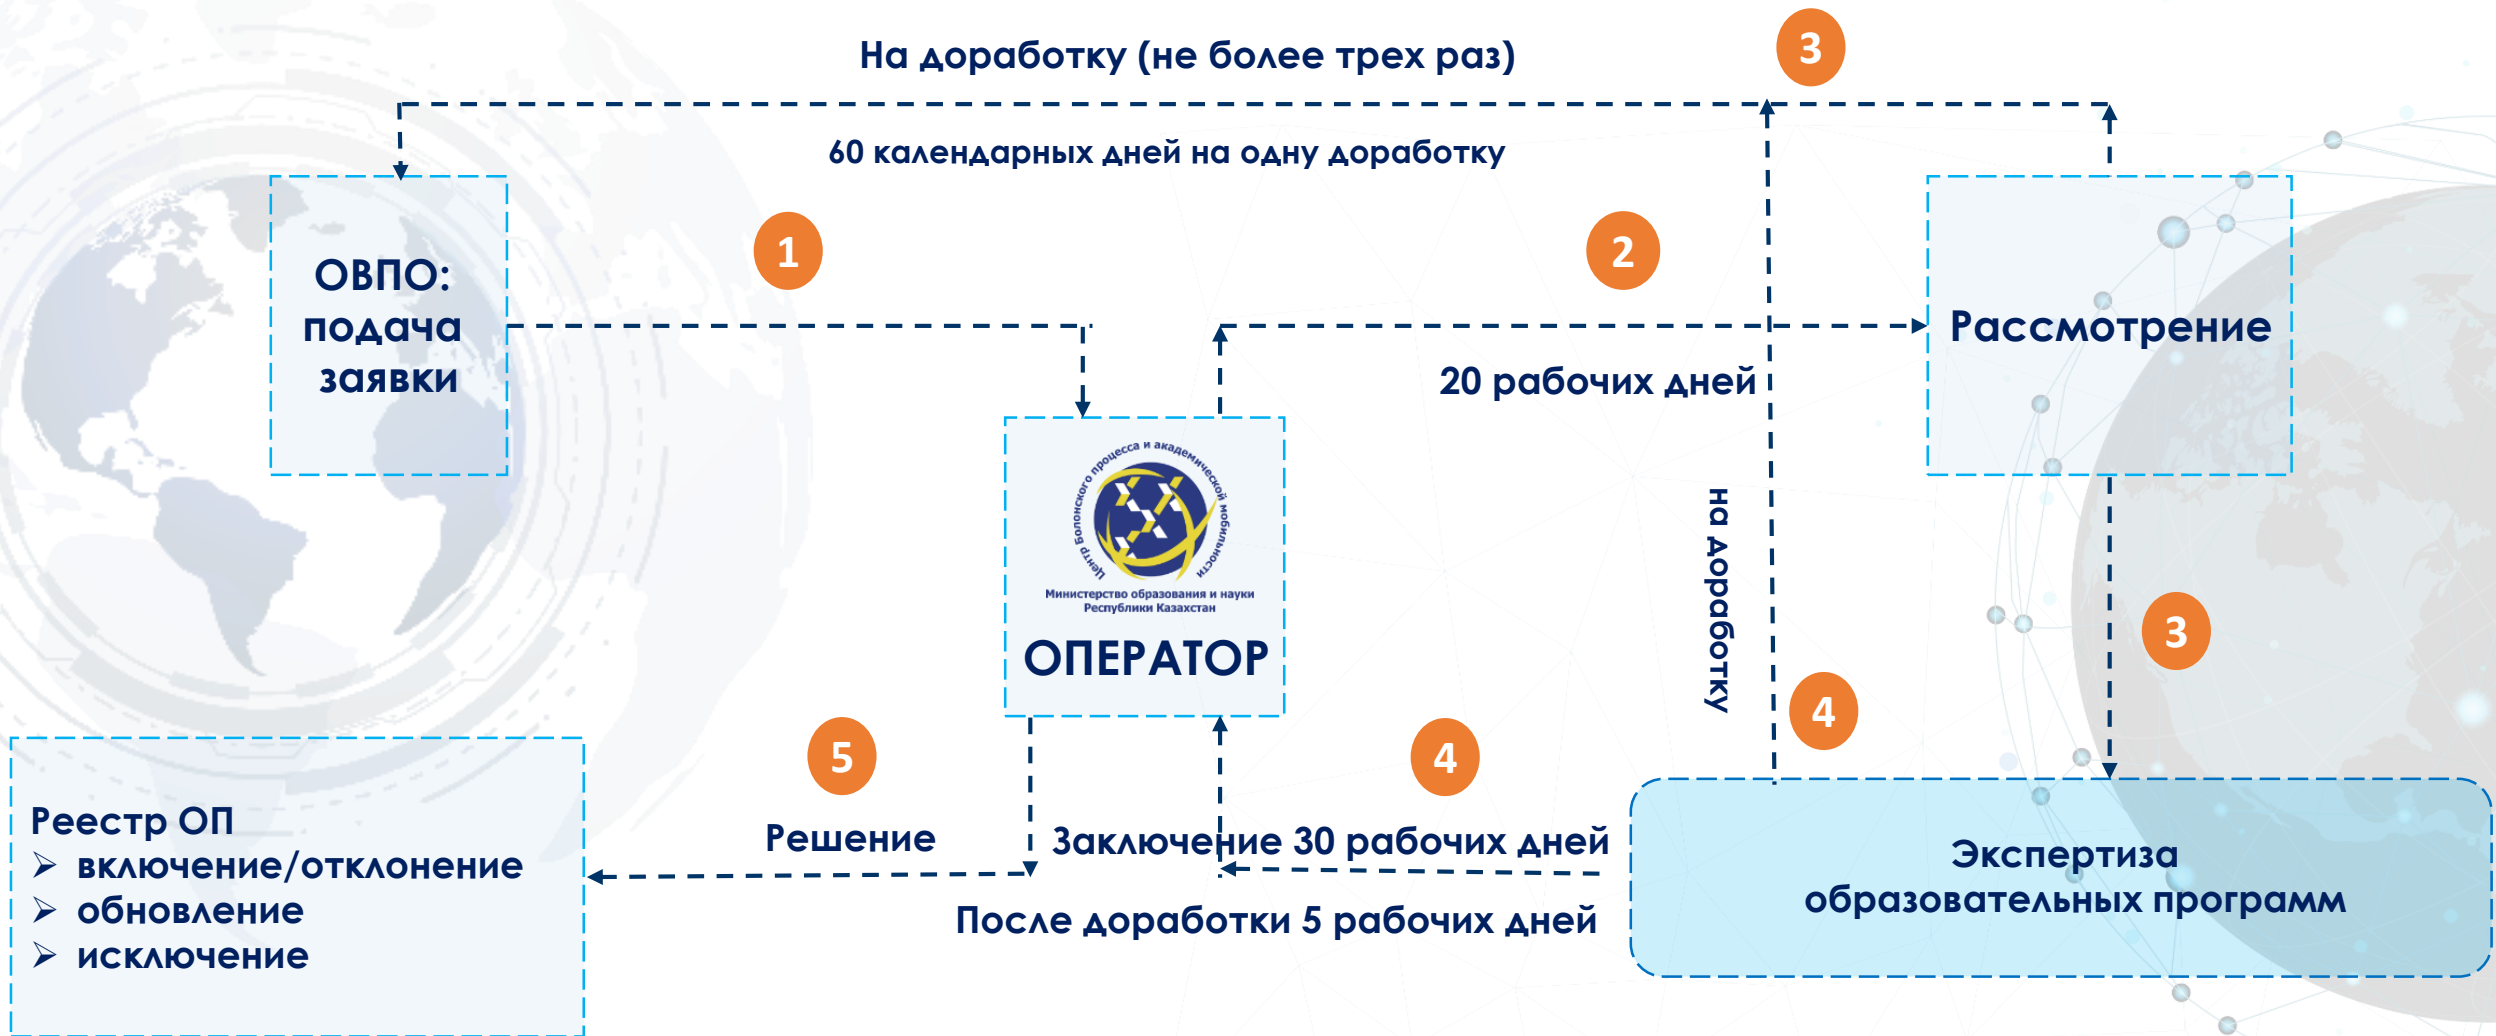 На доработку (не более трех раз)
3
60 календарных дней на одну доработку
ОВПО:
подача
заявки
1
2
Рассмотрение
20 рабочих дней
Центр Болонского процесса и академической мобильности
Министерство образования и науки
Республики Казахстан
ОПЕРАТОР
на доработку
3
4
5
4
Решение
Заключение 30 рабочих дней
После доработки 5 рабочих дней
Реестр ОП
➢ включение/отклонение
➢ обновление
➢ исключение
Экспертиза
образовательных программ